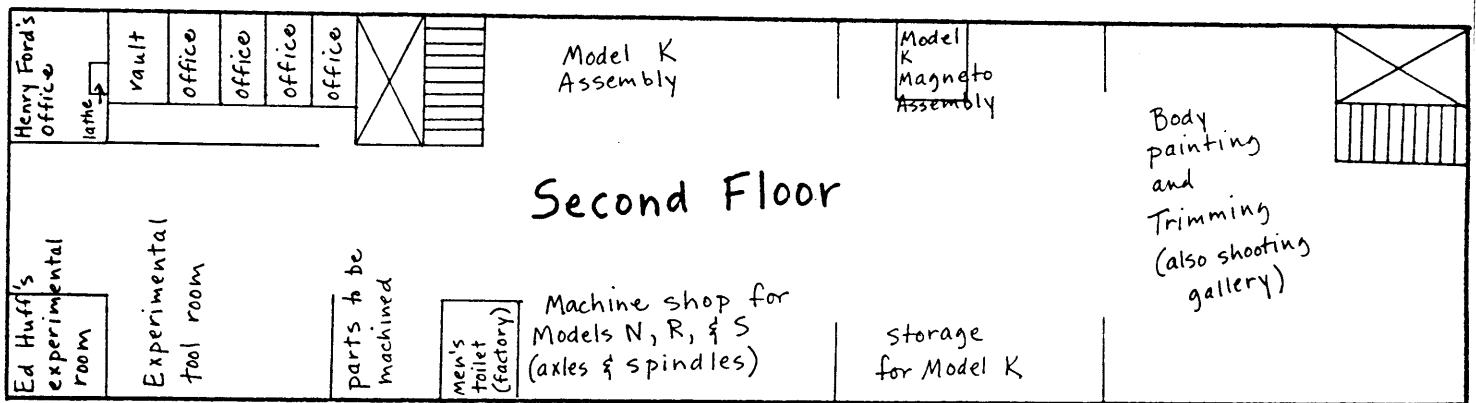 Henry Ford's
office
lathe
vault
office
office
office
office
Model K
Assembly
Model
K
Magneto
Assembly
Body
painting
and
Trimming
(also shooting
gallery)
Second Floor
Ed Huff's
experimental
room
Experimental
tool room
parts to be
machined
men's
toilet
(factory)
Machine shop for
Models N, R, & S
(axles & spindles)
storage
for Model K